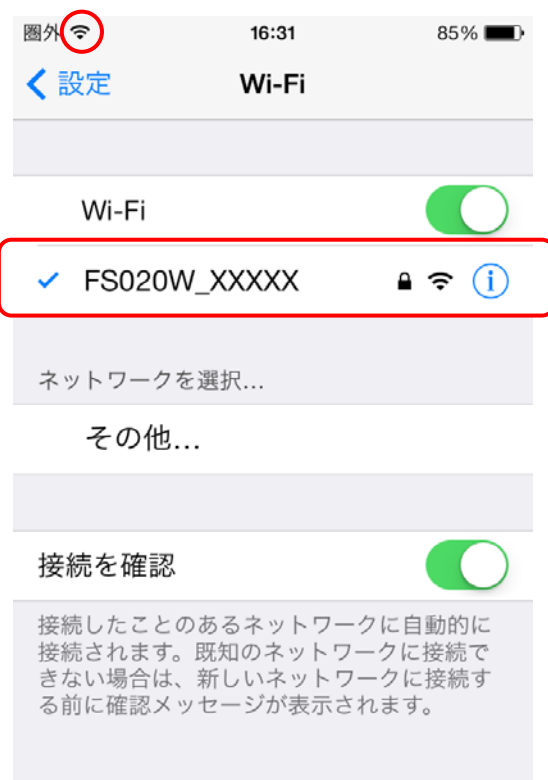 圏外 16:31 85%
設定 Wi-Fi
Wi-Fi
FS020W_XXXXX
ネットワークを選択...
その他...
接続を確認
接続したことのあるネットワークに自動的に
接続されます。既知のネットワークに接続で
きない場合は、新しいネットワークに接続す
る前に確認メッセージが表示されます。